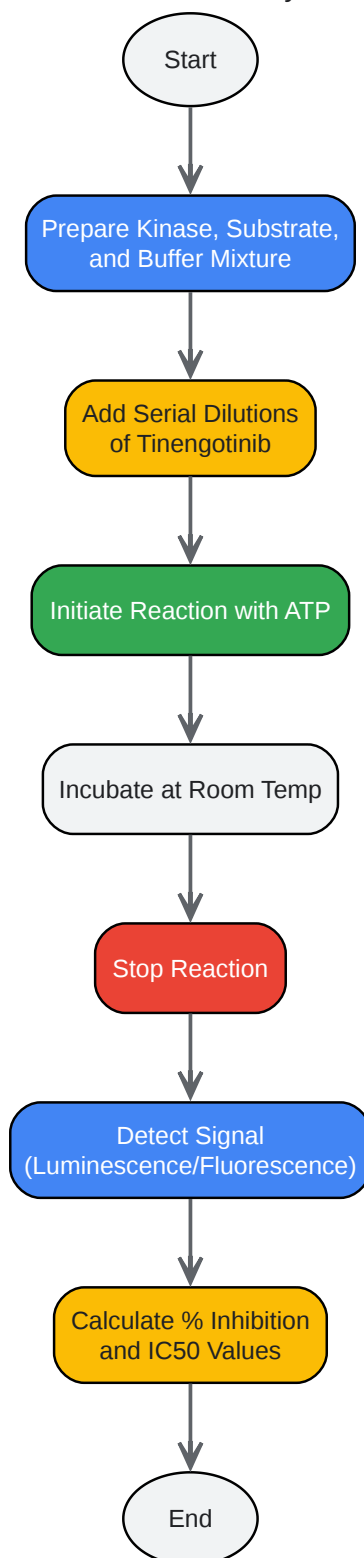 Start
Prepare Kinase, Substrate,
and Buffer Mixture
Add Serial Dilutions
of Tinengotinib
Initiate Reaction with ATP
Incubate at Room Temp
Stop Reaction
Detect Signal
(Luminescence/Fluorescence)
Calculate % Inhibition
and IC50 Values
End